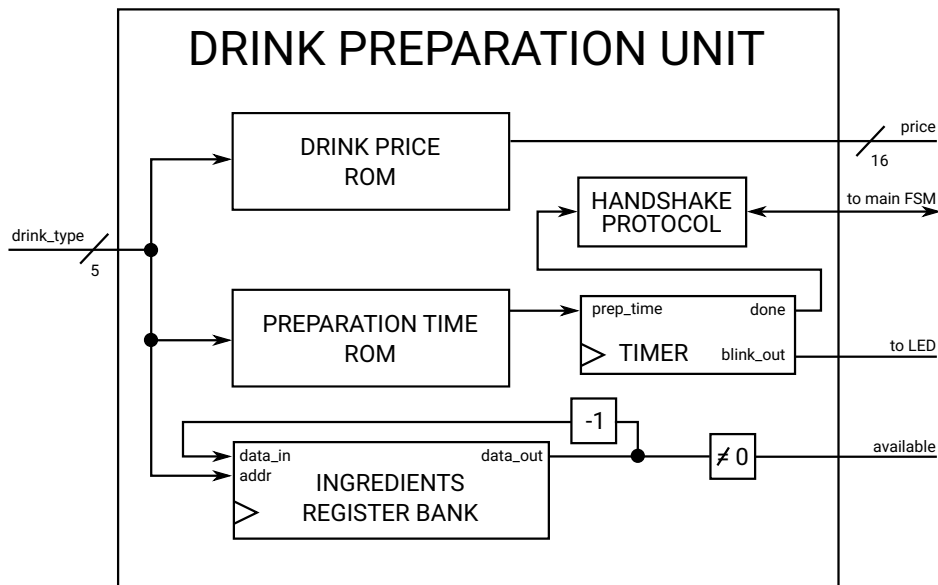 DRINK PREPARATION UNIT
DRINK PRICE
ROM
price
16
HANDSHAKE
PROTOCOL
to main FSM
drink_type
5
PREPARATION TIME
ROM
prep_time
done
TIMER
blink_out
to LED
-1
data_in
data_out
addr
INGREDIENTS
REGISTER BANK
≠ 0
available